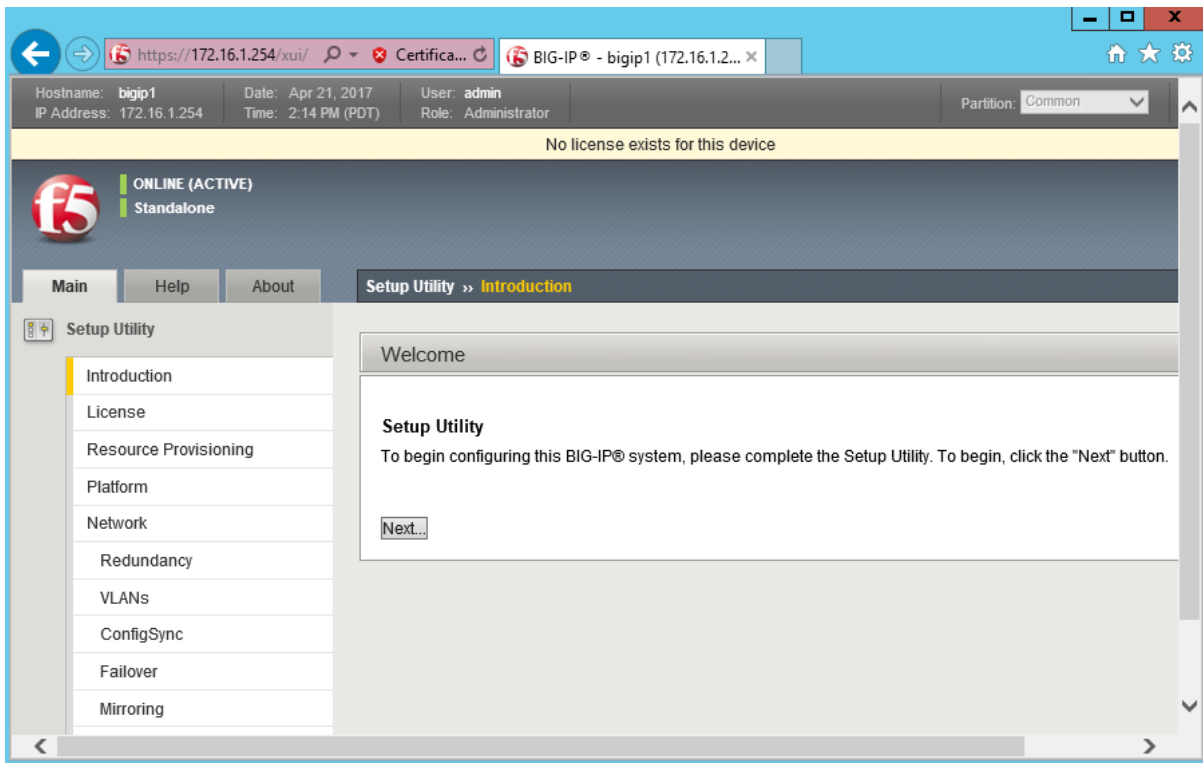 https://172.16.1.254/xui/ Certifica... BIG-IP® - bigip1 (172.16.1.2...
Hostname: bigip1 Date: Apr 21, 2017 User: admin
IP Address: 172.16.1.254 Time: 2:14 PM (PDT) Role: Administrator
Partition: Common
No license exists for this device
f5
ONLINE (ACTIVE)
Standalone
Main Help About
Setup Utility ›› Introduction
Setup Utility
Introduction
License
Resource Provisioning
Platform
Network
Redundancy
VLANs
ConfigSync
Failover
Mirroring
Welcome
Setup Utility
To begin configuring this BIG-IP® system, please complete the Setup Utility. To begin, click the "Next" button.
Next...